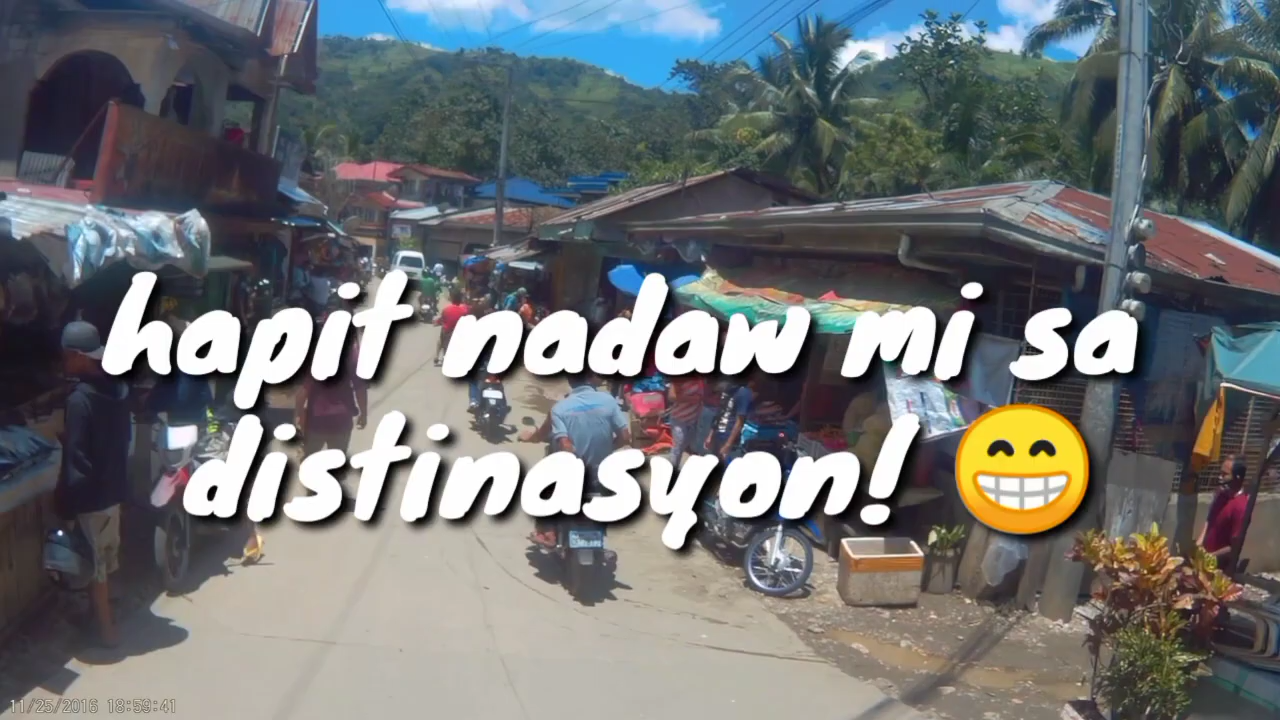 hapit nadaw mi sa
distinasyon! 😁
11/25/2016 18:59:41